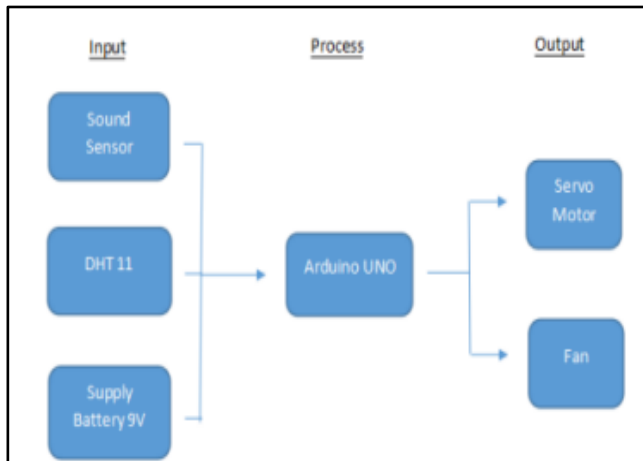 Input
Process
Output
Sound
Sensor
DHT 11
Supply
Battery 9V
Arduino UNO
Servo
Motor
Fan